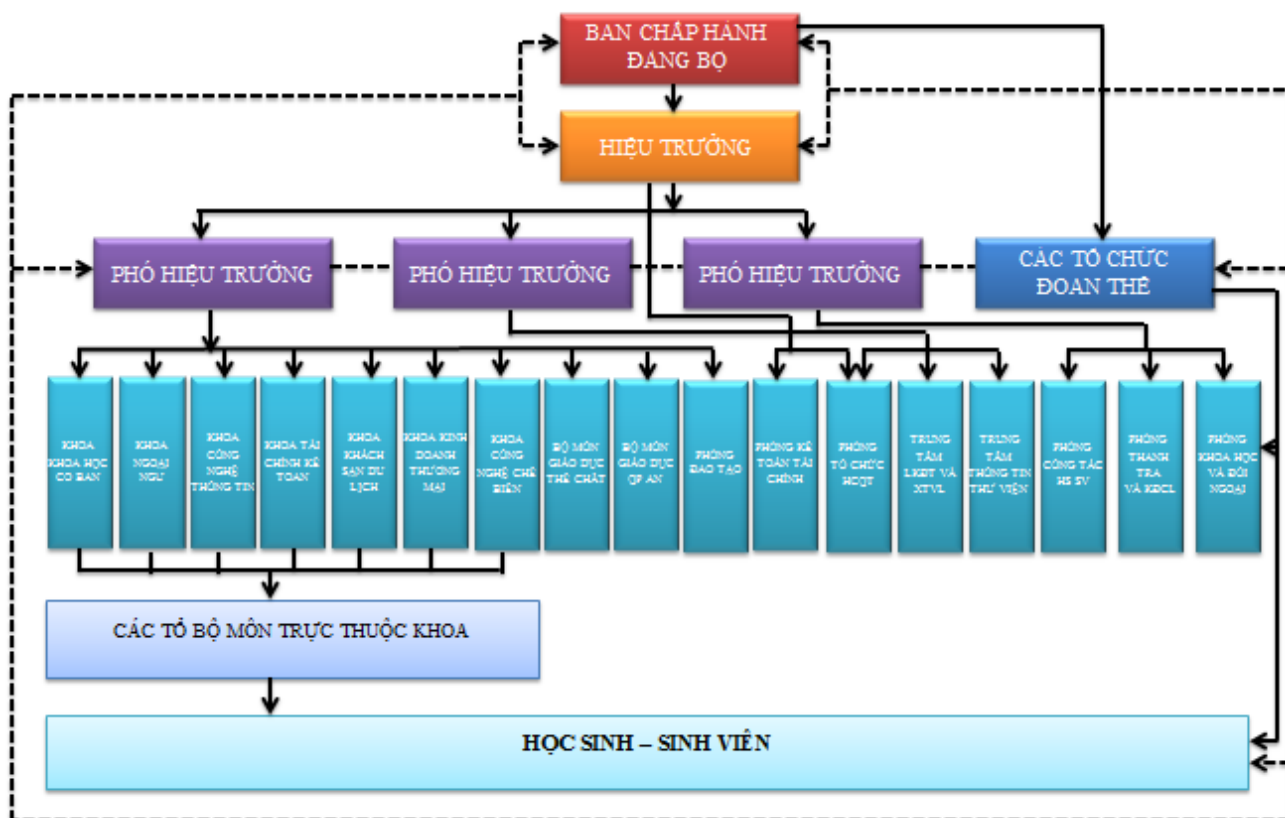 BAN CHẤP HÀNH
ĐẢNG BỘ
HIỆU TRƯỞNG
PHÓ HIỆU TRƯỞNG
PHÓ HIỆU TRƯỞNG
PHÓ HIỆU TRƯỞNG
CÁC TỔ CHỨC
ĐOÀN THỂ
KHOA
KHOA HỌC
CƠ BẢN
KHOA
NGOẠI
NGỮ
KHOA
CÔNG
NGHỆ
THÔNG TIN
KHOA TÀI
CHÍNH KẾ
TOÁN
KHOA
KHÁCH
SẠN DU
LỊCH
KHOA KINH
DOANH
THƯƠNG
MẠI
KHOA
CÔNG
NGHỆ CHẾ
BIẾN
BỘ MÔN
GIÁO DỤC
THỂ CHẤT
BỘ MÔN
GIÁO DỤC
QP AN
PHÒNG
ĐÀO TẠO
PHÒNG KẾ
TOÁN TÀI
CHÍNH
PHÒNG
TỔ CHỨC
HCQT
TRUNG
TÂM
LKĐT VÀ
XTVL
TRUNG
TÂM
THÔNG TIN
THƯ VIỆN
PHÒNG
CÔNG TÁC
HS SV
PHÒNG
THANH
TRA
VÀ KĐCL
PHÒNG
KHOA HỌC
VÀ ĐỐI
NGOẠI
CÁC TỔ BỘ MÔN TRỰC THUỘC KHOA
HỌC SINH – SINH VIÊN